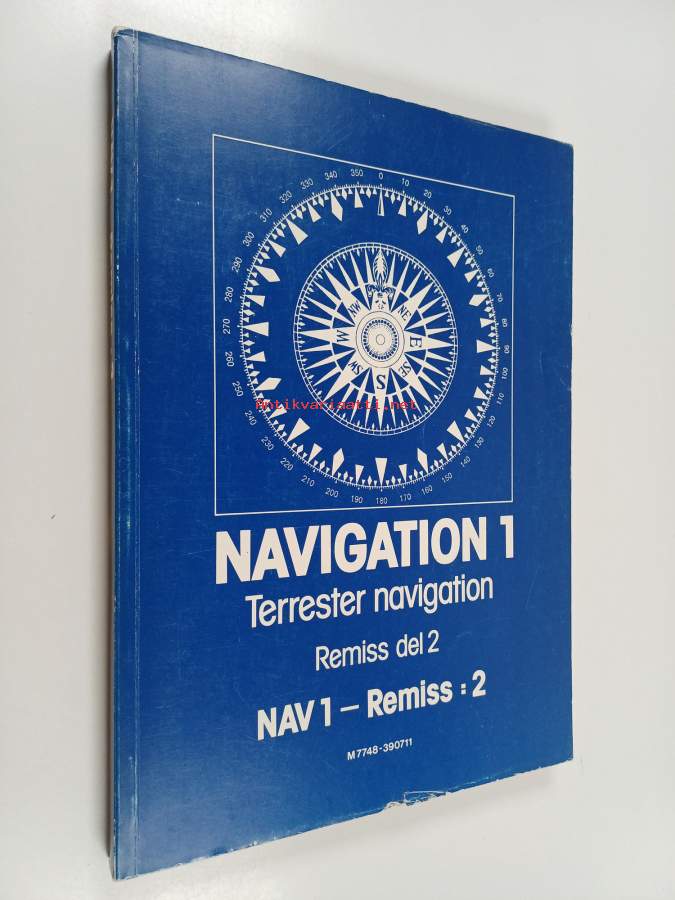 350 0 10
340 20
330 30
320 40
310 50
300 60
290 70
280 80
270 90
260 100
250 110
240 120
230 130
220 140
210 150
200 160
190 180 170
NW NE
W E
SW SE
S
Antikvariaatti.net
NAVIGATION 1
Terrester navigation
Remiss del 2
NAV 1 – Remiss : 2
M7748-390711